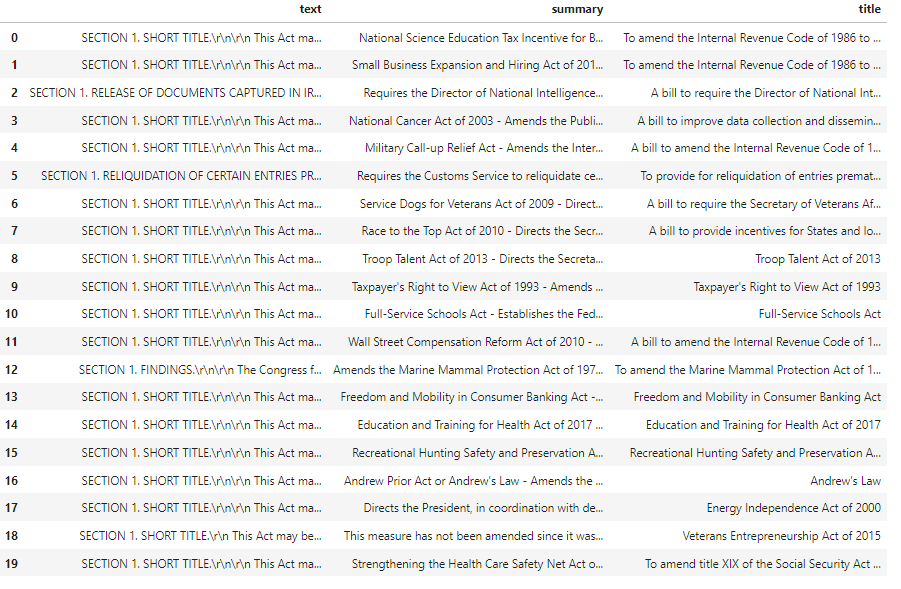 text summary title
0 SECTION 1. SHORT TITLE.\r\n\r\n This Act ma... National Science Education Tax Incentive for B... To amend the Internal Revenue Code of 1986 to ...
1 SECTION 1. SHORT TITLE.\r\n\r\n This Act ma... Small Business Expansion and Hiring Act of 201... To amend the Internal Revenue Code of 1986 to ...
2 SECTION 1. RELEASE OF DOCUMENTS CAPTURED IN IR... Requires the Director of National Intelligence... A bill to require the Director of National Int...
3 SECTION 1. SHORT TITLE.\r\n\r\n This Act ma... National Cancer Act of 2003 - Amends the Publi... A bill to improve data collection and dissemin...
4 SECTION 1. SHORT TITLE.\r\n\r\n This Act ma... Military Call-up Relief Act - Amends the Inter... A bill to amend the Internal Revenue Code of 1...
5 SECTION 1. RELIQUIDATION OF CERTAIN ENTRIES PR... Requires the Customs Service to reliquidate ce... To provide for reliquidation of entries premat...
6 SECTION 1. SHORT TITLE.\r\n\r\n This Act ma... Service Dogs for Veterans Act of 2009 - Direct... A bill to require the Secretary of Veterans Af...
7 SECTION 1. SHORT TITLE.\r\n\r\n This Act ma... Race to the Top Act of 2010 - Directs the Secr... A bill to provide incentives for States and lo...
8 SECTION 1. SHORT TITLE.\r\n\r\n This Act ma... Troop Talent Act of 2013 - Directs the Secreta... Troop Talent Act of 2013
9 SECTION 1. SHORT TITLE.\r\n\r\n This Act ma... Taxpayer's Right to View Act of 1993 - Amends ... Taxpayer's Right to View Act of 1993
10 SECTION 1. SHORT TITLE.\r\n\r\n This Act ma... Full-Service Schools Act - Establishes the Fed... Full-Service Schools Act
11 SECTION 1. SHORT TITLE.\r\n\r\n This Act ma... Wall Street Compensation Reform Act of 2010 - ... A bill to amend the Internal Revenue Code of 1...
12 SECTION 1. FINDINGS.\r\n\r\n The Congress f... Amends the Marine Mammal Protection Act of 197... To amend the Marine Mammal Protection Act of 1...
13 SECTION 1. SHORT TITLE.\r\n\r\n This Act ma... Freedom and Mobility in Consumer Banking Act -... Freedom and Mobility in Consumer Banking Act
14 SECTION 1. SHORT TITLE.\r\n\r\n This Act ma... Education and Training for Health Act of 2017 ... Education and Training for Health Act of 2017
15 SECTION 1. SHORT TITLE.\r\n\r\n This Act ma... Recreational Hunting Safety and Preservation A... Recreational Hunting Safety and Preservation A...
16 SECTION 1. SHORT TITLE.\r\n\r\n This Act ma... Andrew Prior Act or Andrew's Law - Amends the ... Andrew's Law
17 SECTION 1. SHORT TITLE.\r\n\r\n This Act ma... Directs the President, in coordination with de... Energy Independence Act of 2000
18 SECTION 1. SHORT TITLE.\r\n This Act may be... This measure has not been amended since it was... Veterans Entrepreneurship Act of 2015
19 SECTION 1. SHORT TITLE.\r\n\r\n This Act ma... Strengthening the Health Care Safety Net Act o... To amend title XIX of the Social Security Act ...